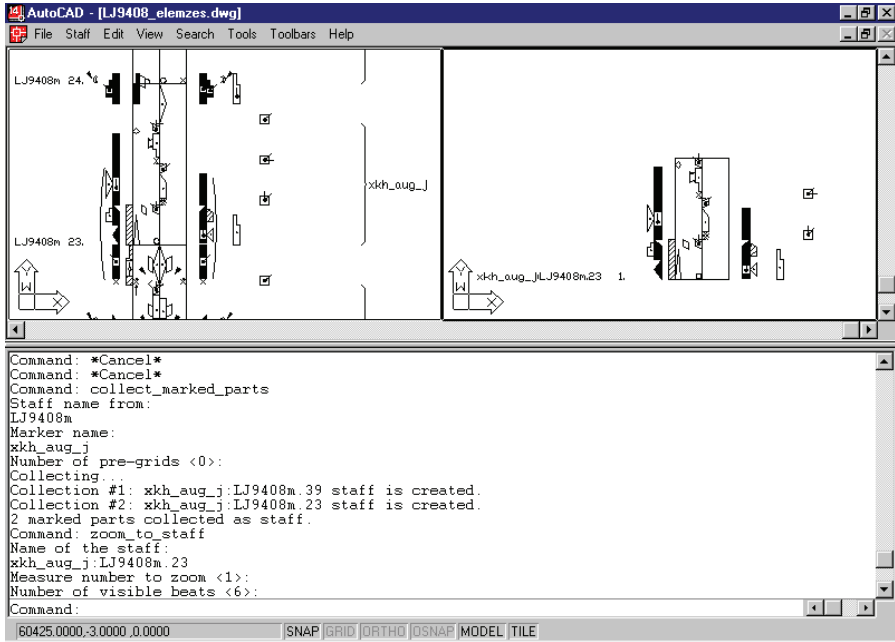 AutoCAD - [LJ9408_elemzes.dwg]
File Staff Edit View Search Tools Toolbars Help
LJ9408m 24.
xkh_aug_j
LJ9408m 23.
Y
W
X
xkh_aug_j:LJ9408m.23 1.
Y
W
X
Command: *Cancel*
Command: *Cancel*
Command: collect_marked_parts
Staff name from:
LJ9408m
Marker name:
xkh_aug_j
Number of pre-grids <0>:
Collecting...
Collection #1: xkh_aug_j:LJ9408m.39 staff is created.
Collection #2: xkh_aug_j:LJ9408m.23 staff is created.
2 marked parts collected as staff.
Command: zoom_to_staff
Name of the staff:
xkh_aug_j:LJ9408m.23
Measure number to zoom <1>:
Number of visible beats <6>:
Command:
60425.0000,-3.0000 ,0.0000 SNAP GRID ORTHO OSNAP MODEL TILE